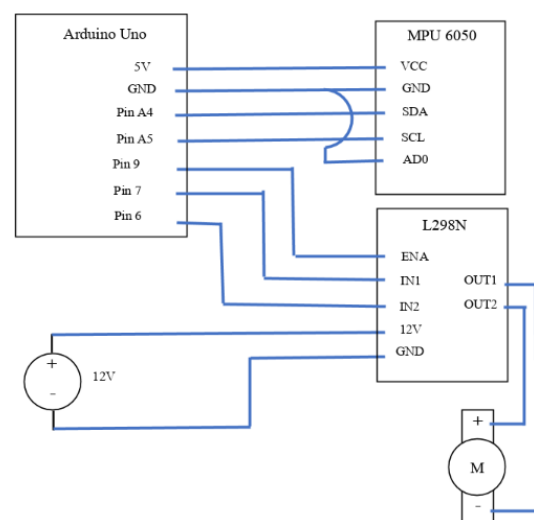 Arduino Uno
5V
GND
Pin A4
Pin A5
Pin 9
Pin 7
Pin 6
MPU 6050
VCC
GND
SDA
SCL
AD0
L298N
ENA
IN1
IN2
12V
GND
OUT1
OUT2
+
12V
-
+
M
-